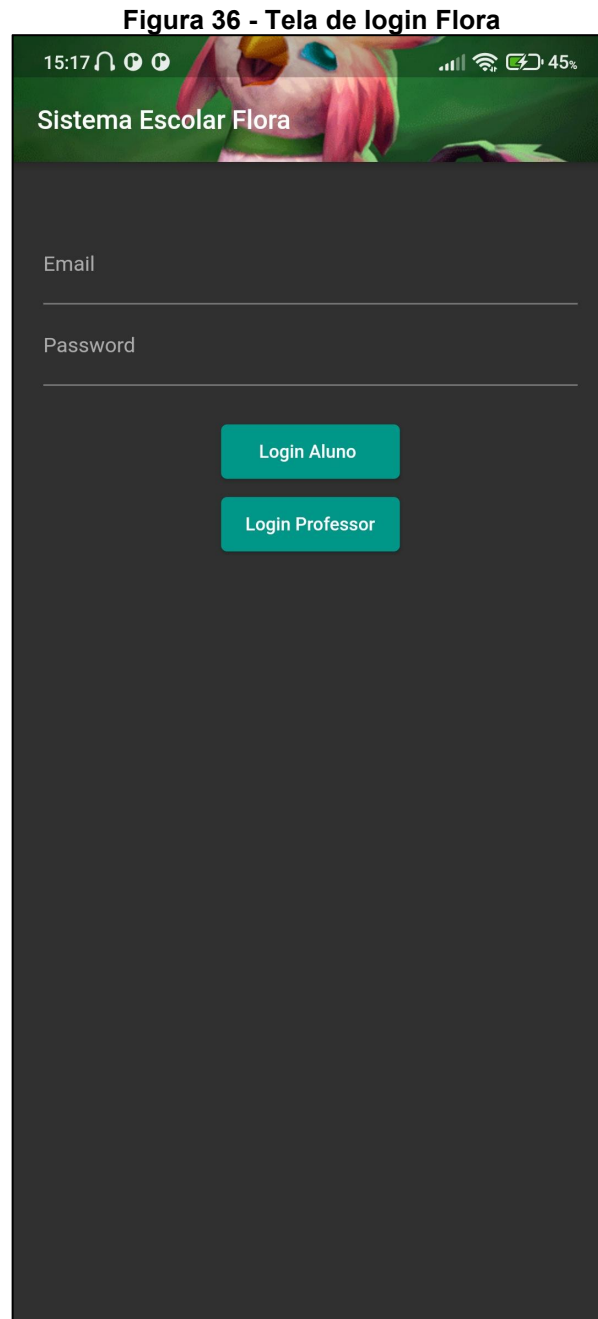 Figura 36 - Tela de login Flora
15:17 45%
Sistema Escolar Flora
Email
Password
Login Aluno
Login Professor